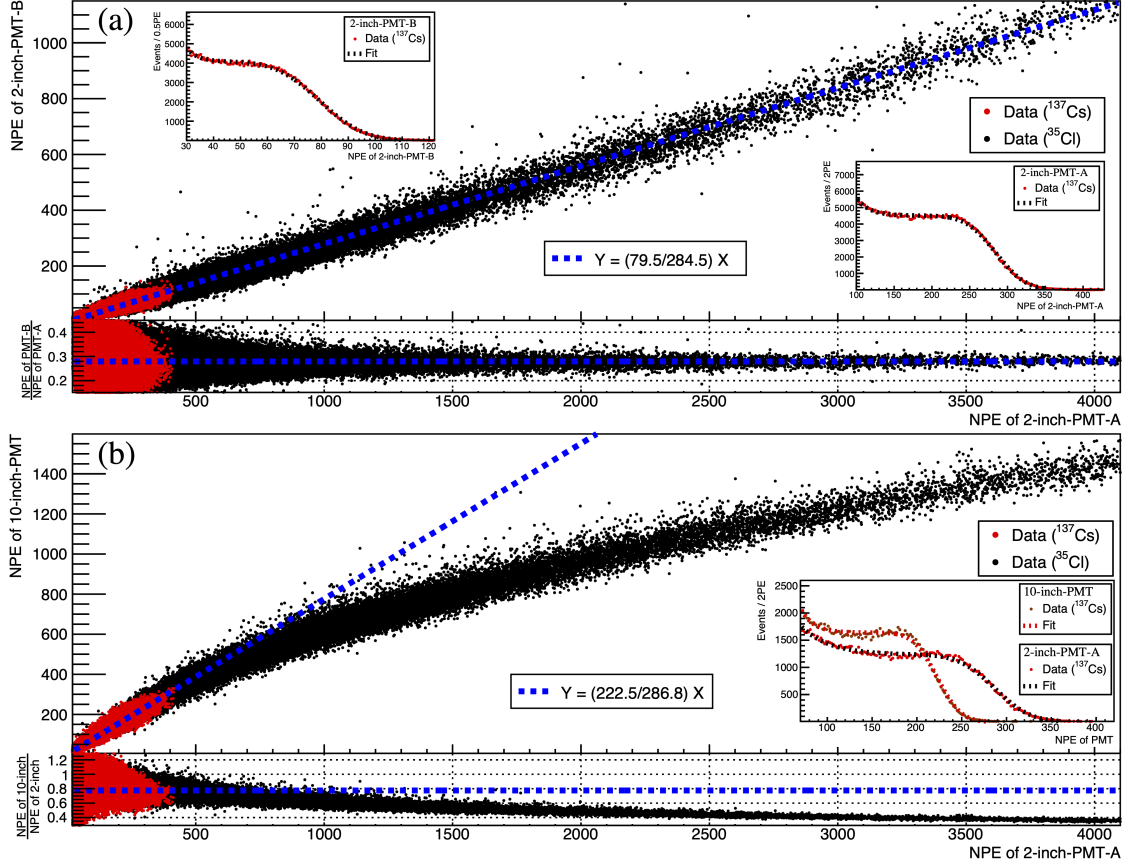 (a)
NPE of 2-inch-PMT-B
1000
800
600
400
200
Events / 0.5PE
6000
5000
4000
3000
2000
1000
30 40 50 60 70 80 90 100 110 120
NPE of 2-inch-PMT-B
2-inch-PMT-B
Data (¹³⁷Cs)
Fit
Data (¹³⁷Cs)
Data (³⁵Cl)
Events / 2PE
7000
6000
5000
4000
3000
2000
1000
100 150 200 250 300 350 400
NPE of 2-inch-PMT-A
2-inch-PMT-A
Data (¹³⁷Cs)
Fit
Y = (79.5/284.5) X
NPE of PMT-B
NPE of PMT-A
0.4
0.3
0.2
500 1000 1500 2000 2500 3000 3500 4000
NPE of 2-inch-PMT-A
(b)
NPE of 10-inch-PMT
1400
1200
1000
800
600
400
200
Data (¹³⁷Cs)
Data (³⁵Cl)
Events / 2PE
2500
2000
1500
1000
500
100 150 200 250 300 350 400
NPE of PMT
10-inch-PMT
Data (¹³⁷Cs)
Fit
2-inch-PMT-A
Data (¹³⁷Cs)
Fit
Y = (222.5/286.8) X
NPE of 10-inch
NPE of 2-inch
1.2
1
0.8
0.6
0.4
500 1000 1500 2000 2500 3000 3500 4000
NPE of 2-inch-PMT-A